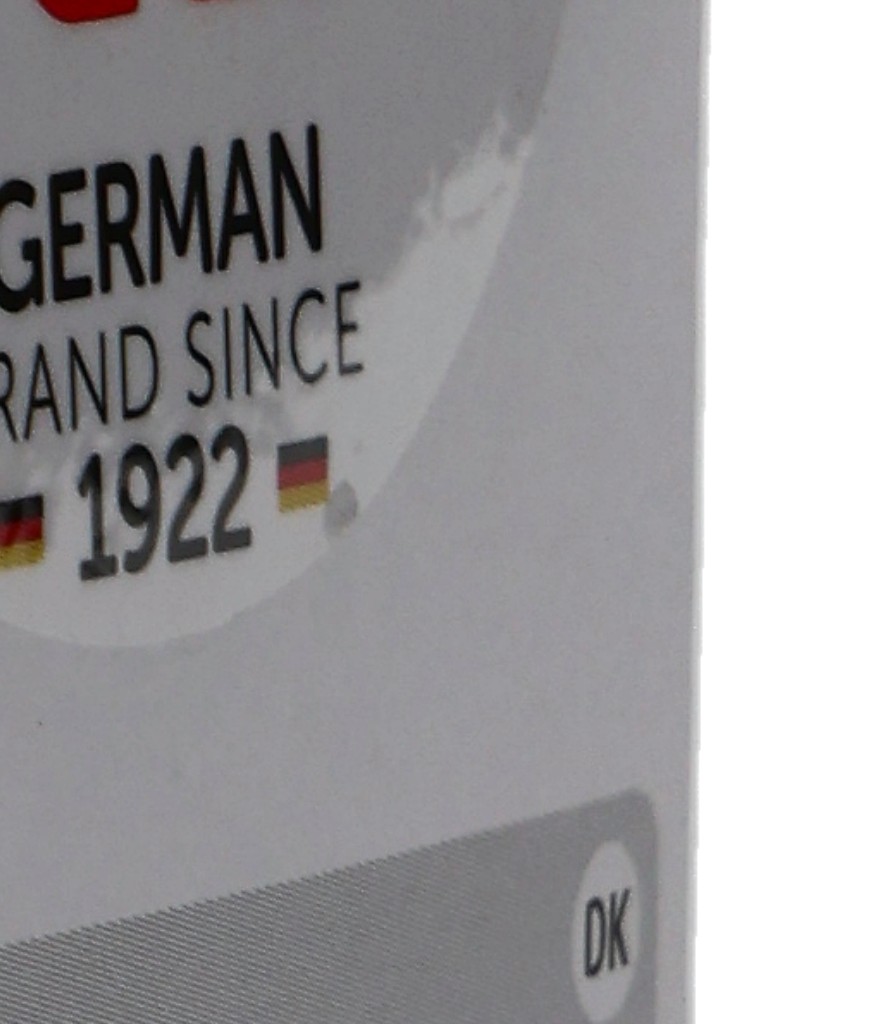 GERMAN
RAND SINCE
1922
DK